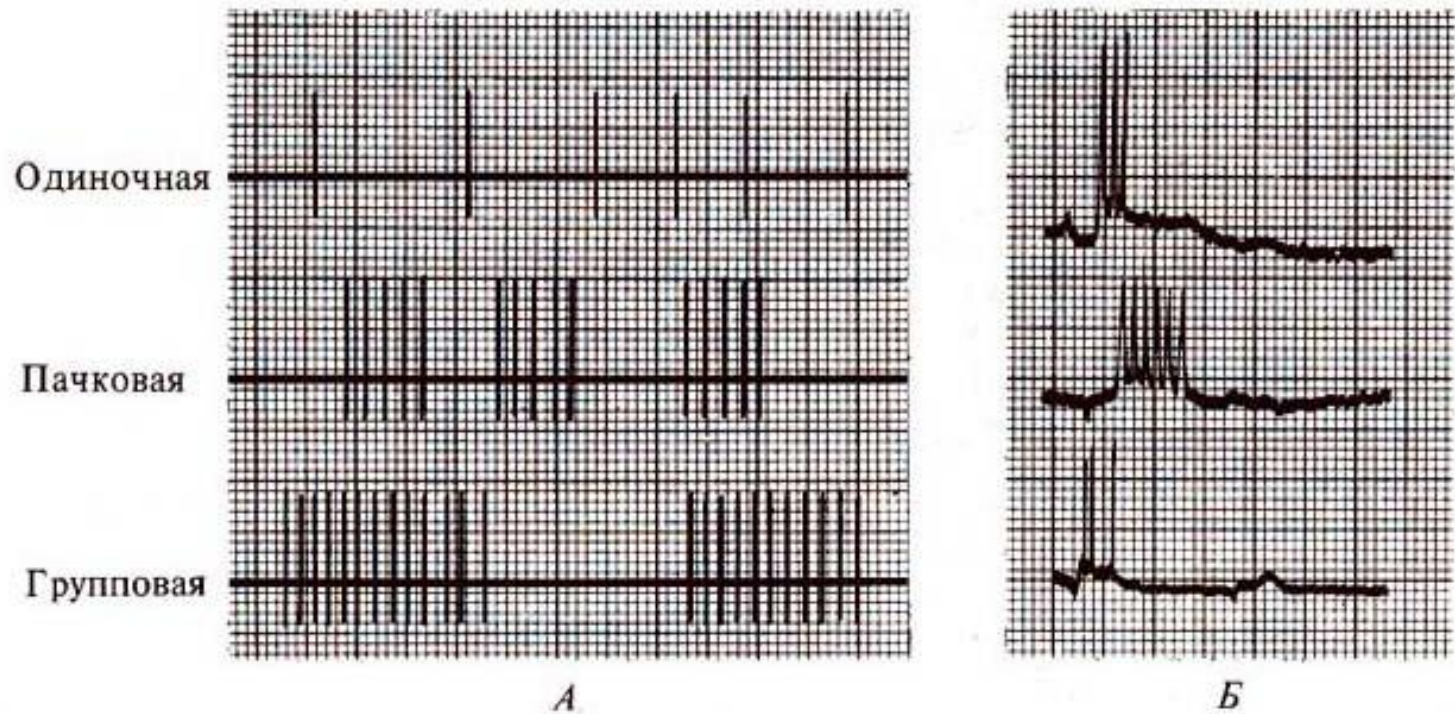 Одиночная
Пачковая
Групповая
А
Б